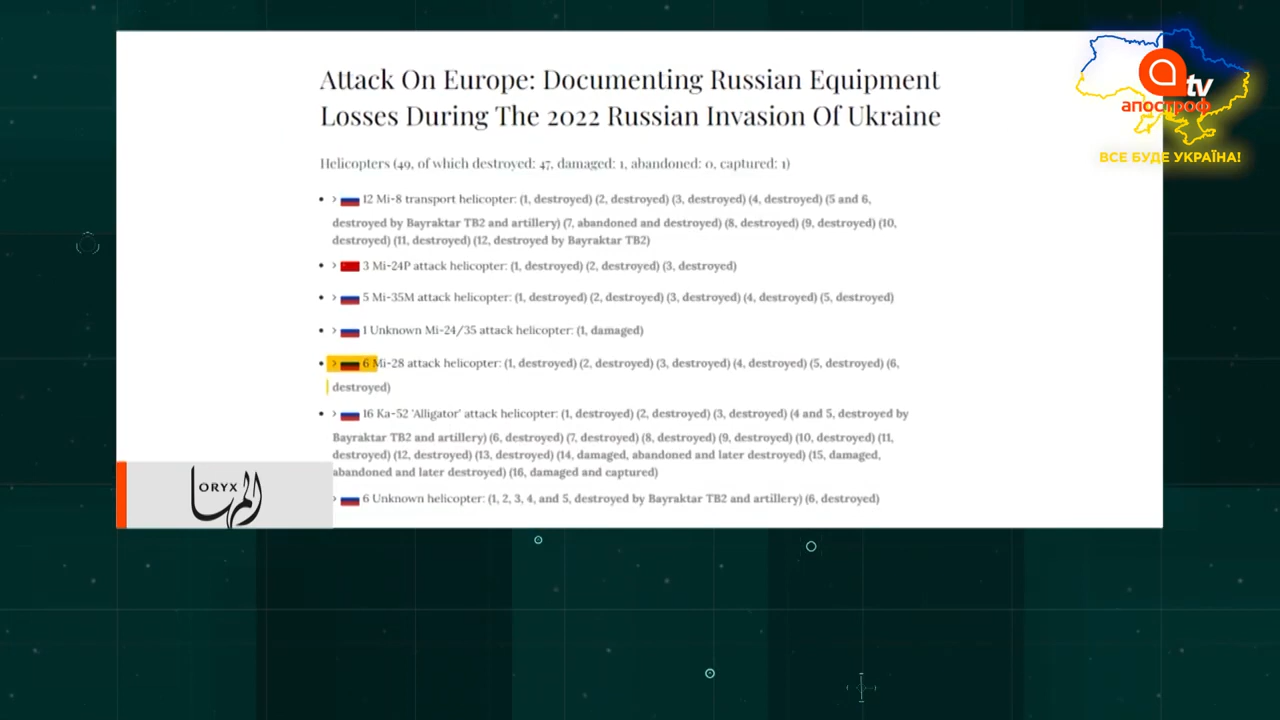 Attack On Europe: Documenting Russian Equipment
Losses During The 2022 Russian Invasion Of Ukraine
Helicopters (49, of which destroyed: 47, damaged: 1, abandoned: 0, captured: 1)
12 Mi-8 transport helicopter: (1, destroyed) (2, destroyed) (3, destroyed) (4, destroyed) (5 and 6,
destroyed by Bayraktar TB2 and artillery) (7, abandoned and destroyed) (8, destroyed) (9, destroyed) (10,
destroyed) (11, destroyed) (12, destroyed by Bayraktar TB2)
3 Mi-24P attack helicopter: (1, destroyed) (2, destroyed) (3, destroyed)
5 Mi-35M attack helicopter: (1, destroyed) (2, destroyed) (3, destroyed) (4, destroyed) (5, destroyed)
1 Unknown Mi-24/35 attack helicopter: (1, damaged)
6 Mi-28 attack helicopter: (1, destroyed) (2, destroyed) (3, destroyed) (4, destroyed) (5, destroyed) (6,
destroyed)
16 Ka-52 'Alligator' attack helicopter: (1, destroyed) (2, destroyed) (3, destroyed) (4 and 5, destroyed by
Bayraktar TB2 and artillery) (6, destroyed) (7, destroyed) (8, destroyed) (9, destroyed) (10, destroyed) (11,
destroyed) (12, destroyed) (13, destroyed) (14, damaged, abandoned and later destroyed) (15, damaged,
abandoned and later destroyed) (16, damaged and captured)
6 Unknown helicopter: (1, 2, 3, 4, and 5, destroyed by Bayraktar TB2 and artillery) (6, destroyed)
ORYX
المها
tv
апостроф
ВСЕ БУДЕ УКРАЇНА!